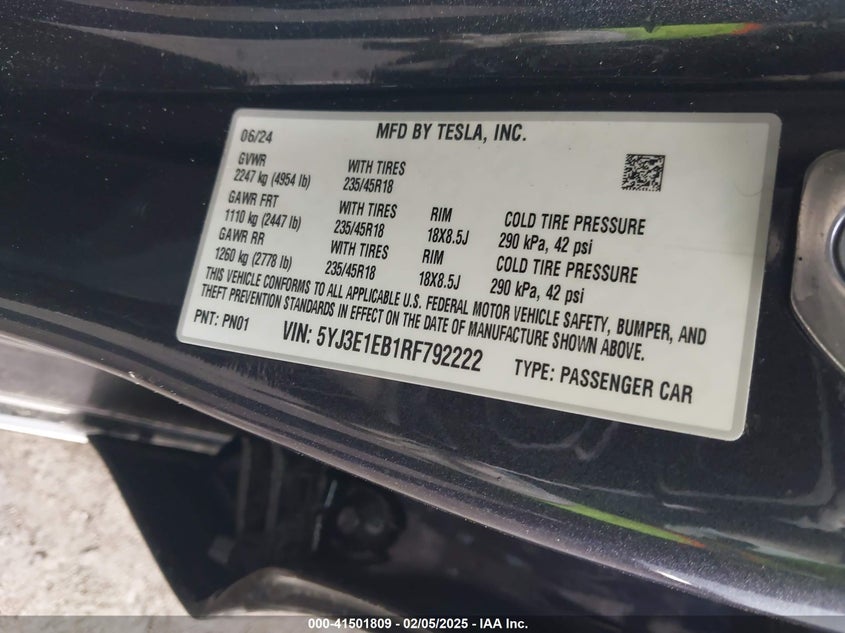 06/24 MFD BY TESLA, INC.
GVWR WITH TIRES
2247 kg (4954 lb) 235/45R18
GAWR FRT WITH TIRES RIM COLD TIRE PRESSURE
1110 kg (2447 lb) 235/45R18 18X8.5J 290 kPa, 42 psi
GAWR RR WITH TIRES RIM COLD TIRE PRESSURE
1260 kg (2778 lb) 235/45R18 18X8.5J 290 kPa, 42 psi
THIS VEHICLE CONFORMS TO ALL APPLICABLE U.S. FEDERAL MOTOR VEHICLE SAFETY, BUMPER, AND
THEFT PREVENTION STANDARDS IN EFFECT ON THE DATE OF MANUFACTURE SHOWN ABOVE.
PNT: PN01 VIN: 5YJ3E1EB1RF792222 TYPE: PASSENGER CAR
000-41501809 - 02/05/2025 - IAA Inc.